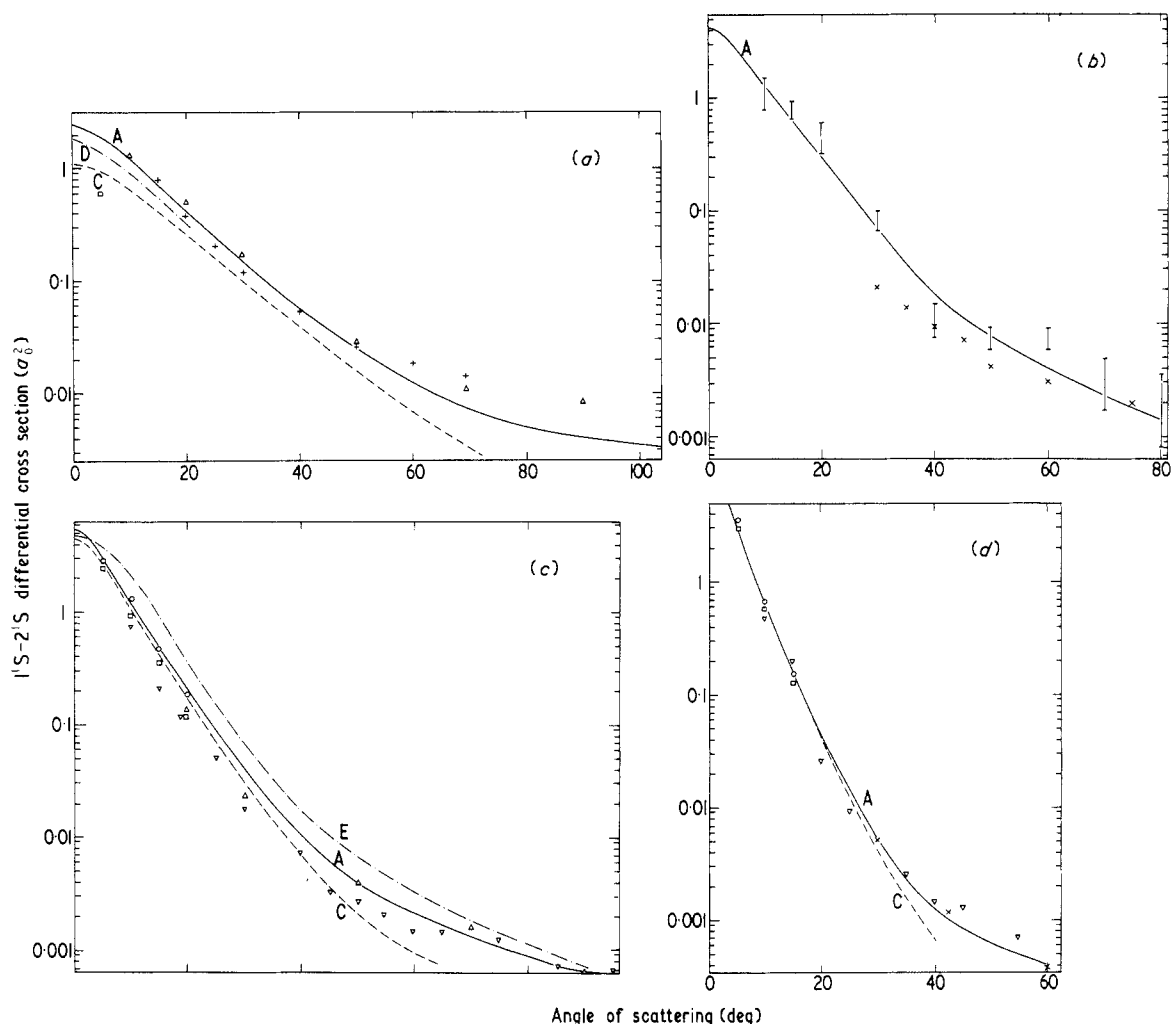 (a)
A
D
C
1
0·1
0·01
0 20 40 60 80 100
(b)
A
1
0·1
0·01
0·001
0 20 40 60 80
(c)
E
A
C
1
0·1
0·01
0·001
(d)
A
C
1
0·1
0·01
0·001
0 20 40 60
1¹S–2¹S differential cross section (a₀²)
Angle of scattering (deg)